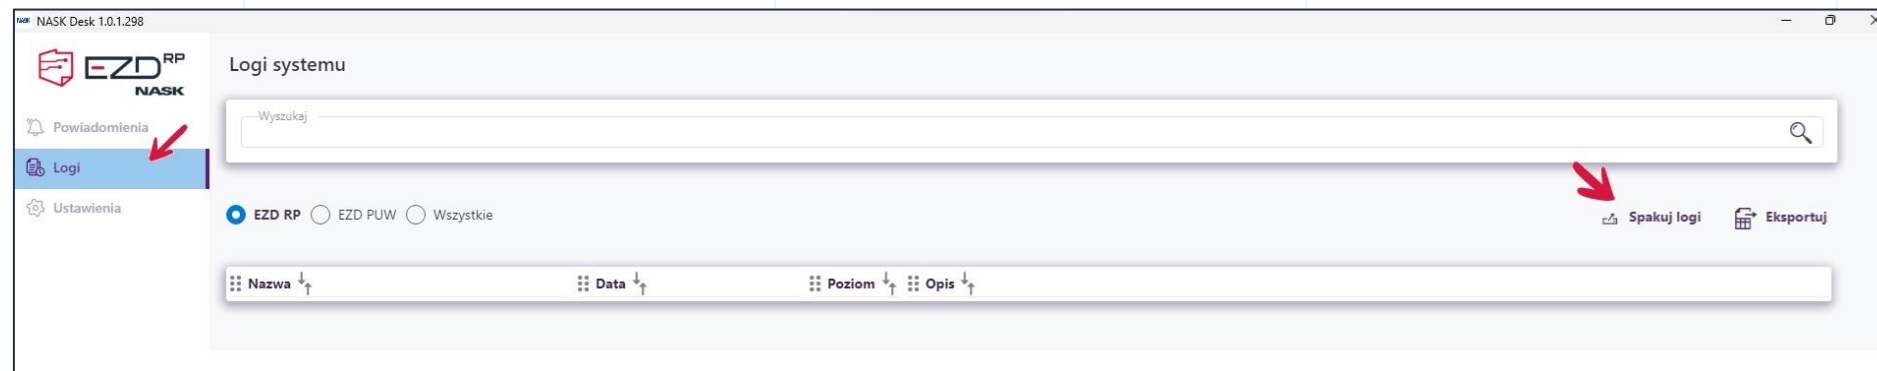 NASK NASK Desk 1.0.1.298
EZD RP
NASK
Logi systemu
Powiadomienia
Wyszukaj
Logi
Ustawienia
EZD RP EZD PUW Wszystkie
Spakuj logi Eksportuj
Nazwa Data Poziom Opis